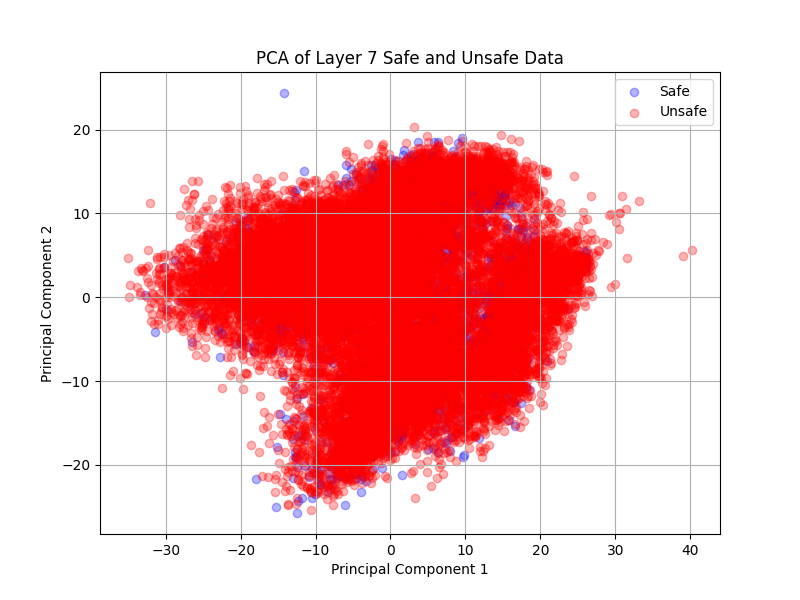 PCA of Layer 7 Safe and Unsafe Data
Safe
Unsafe
Principal Component 2
20
10
0
−10
−20
−30
−20
−10
0
10
20
30
40
Principal Component 1